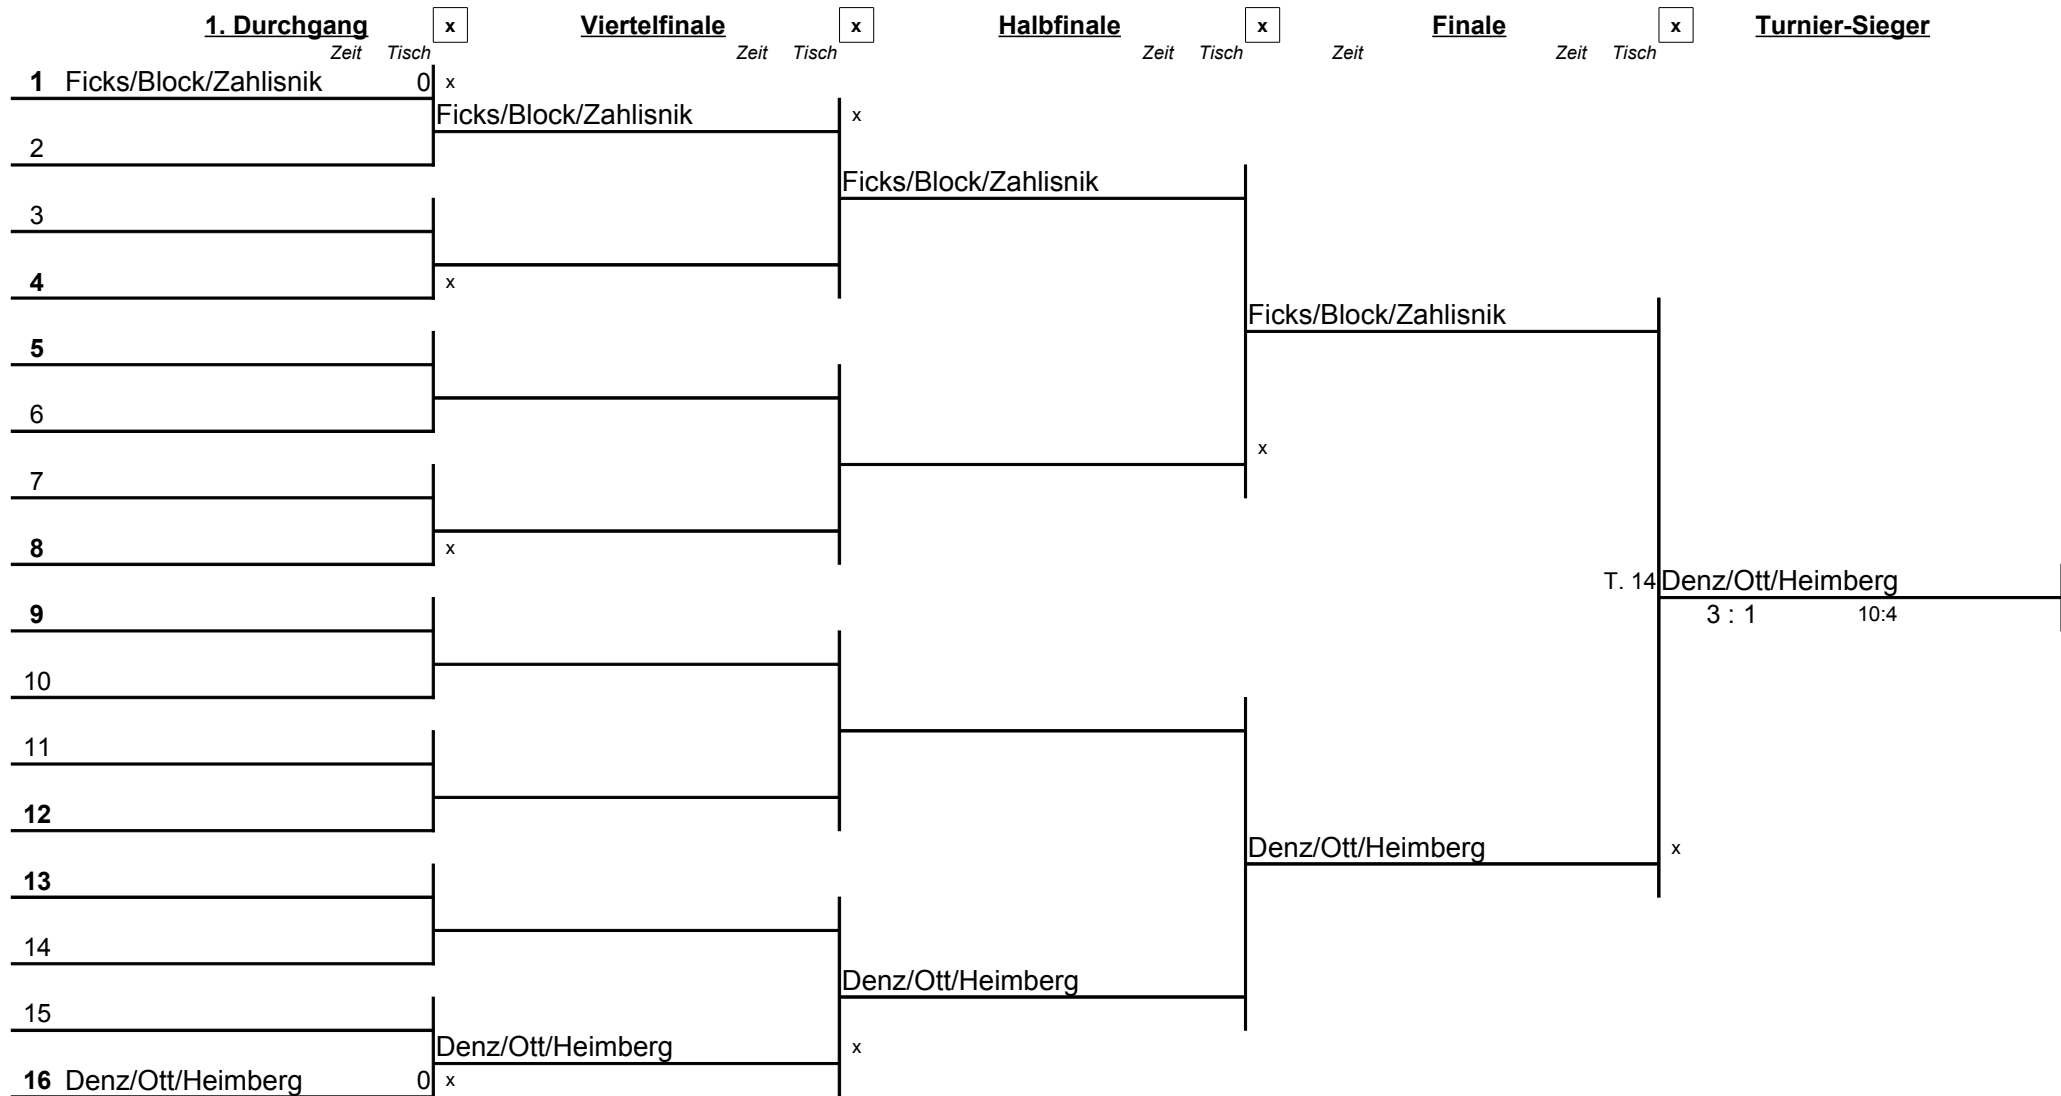 1. Durchgang x Viertelfinale x Halbfinale x Finale x Turnier-Sieger
Zeit Tisch Zeit Tisch Zeit Tisch Zeit Zeit Tisch
1 Ficks/Block/Zahlisnik 0 x
Ficks/Block/Zahlisnik x
2
Ficks/Block/Zahlisnik
3
4 x
Ficks/Block/Zahlisnik
5
6
x
7
8 x
T. 14 Denz/Ott/Heimberg
9 3 : 1 10:4
10
11
12
Denz/Ott/Heimberg x
13
14
Denz/Ott/Heimberg
15
Denz/Ott/Heimberg x
16 Denz/Ott/Heimberg 0 x